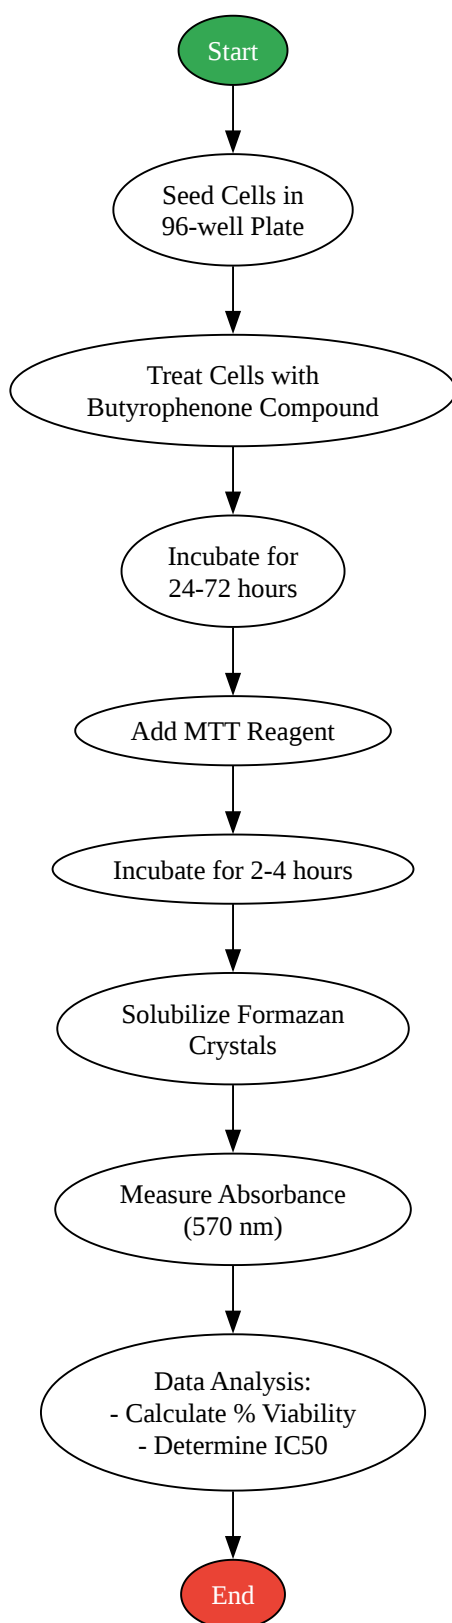 Start
Seed Cells in
96-well Plate
Treat Cells with
Butyrophenone Compound
Incubate for
24-72 hours
Add MTT Reagent
Incubate for 2-4 hours
Solubilize Formazan
Crystals
Measure Absorbance
(570 nm)
Data Analysis:
- Calculate % Viability
- Determine IC50
End